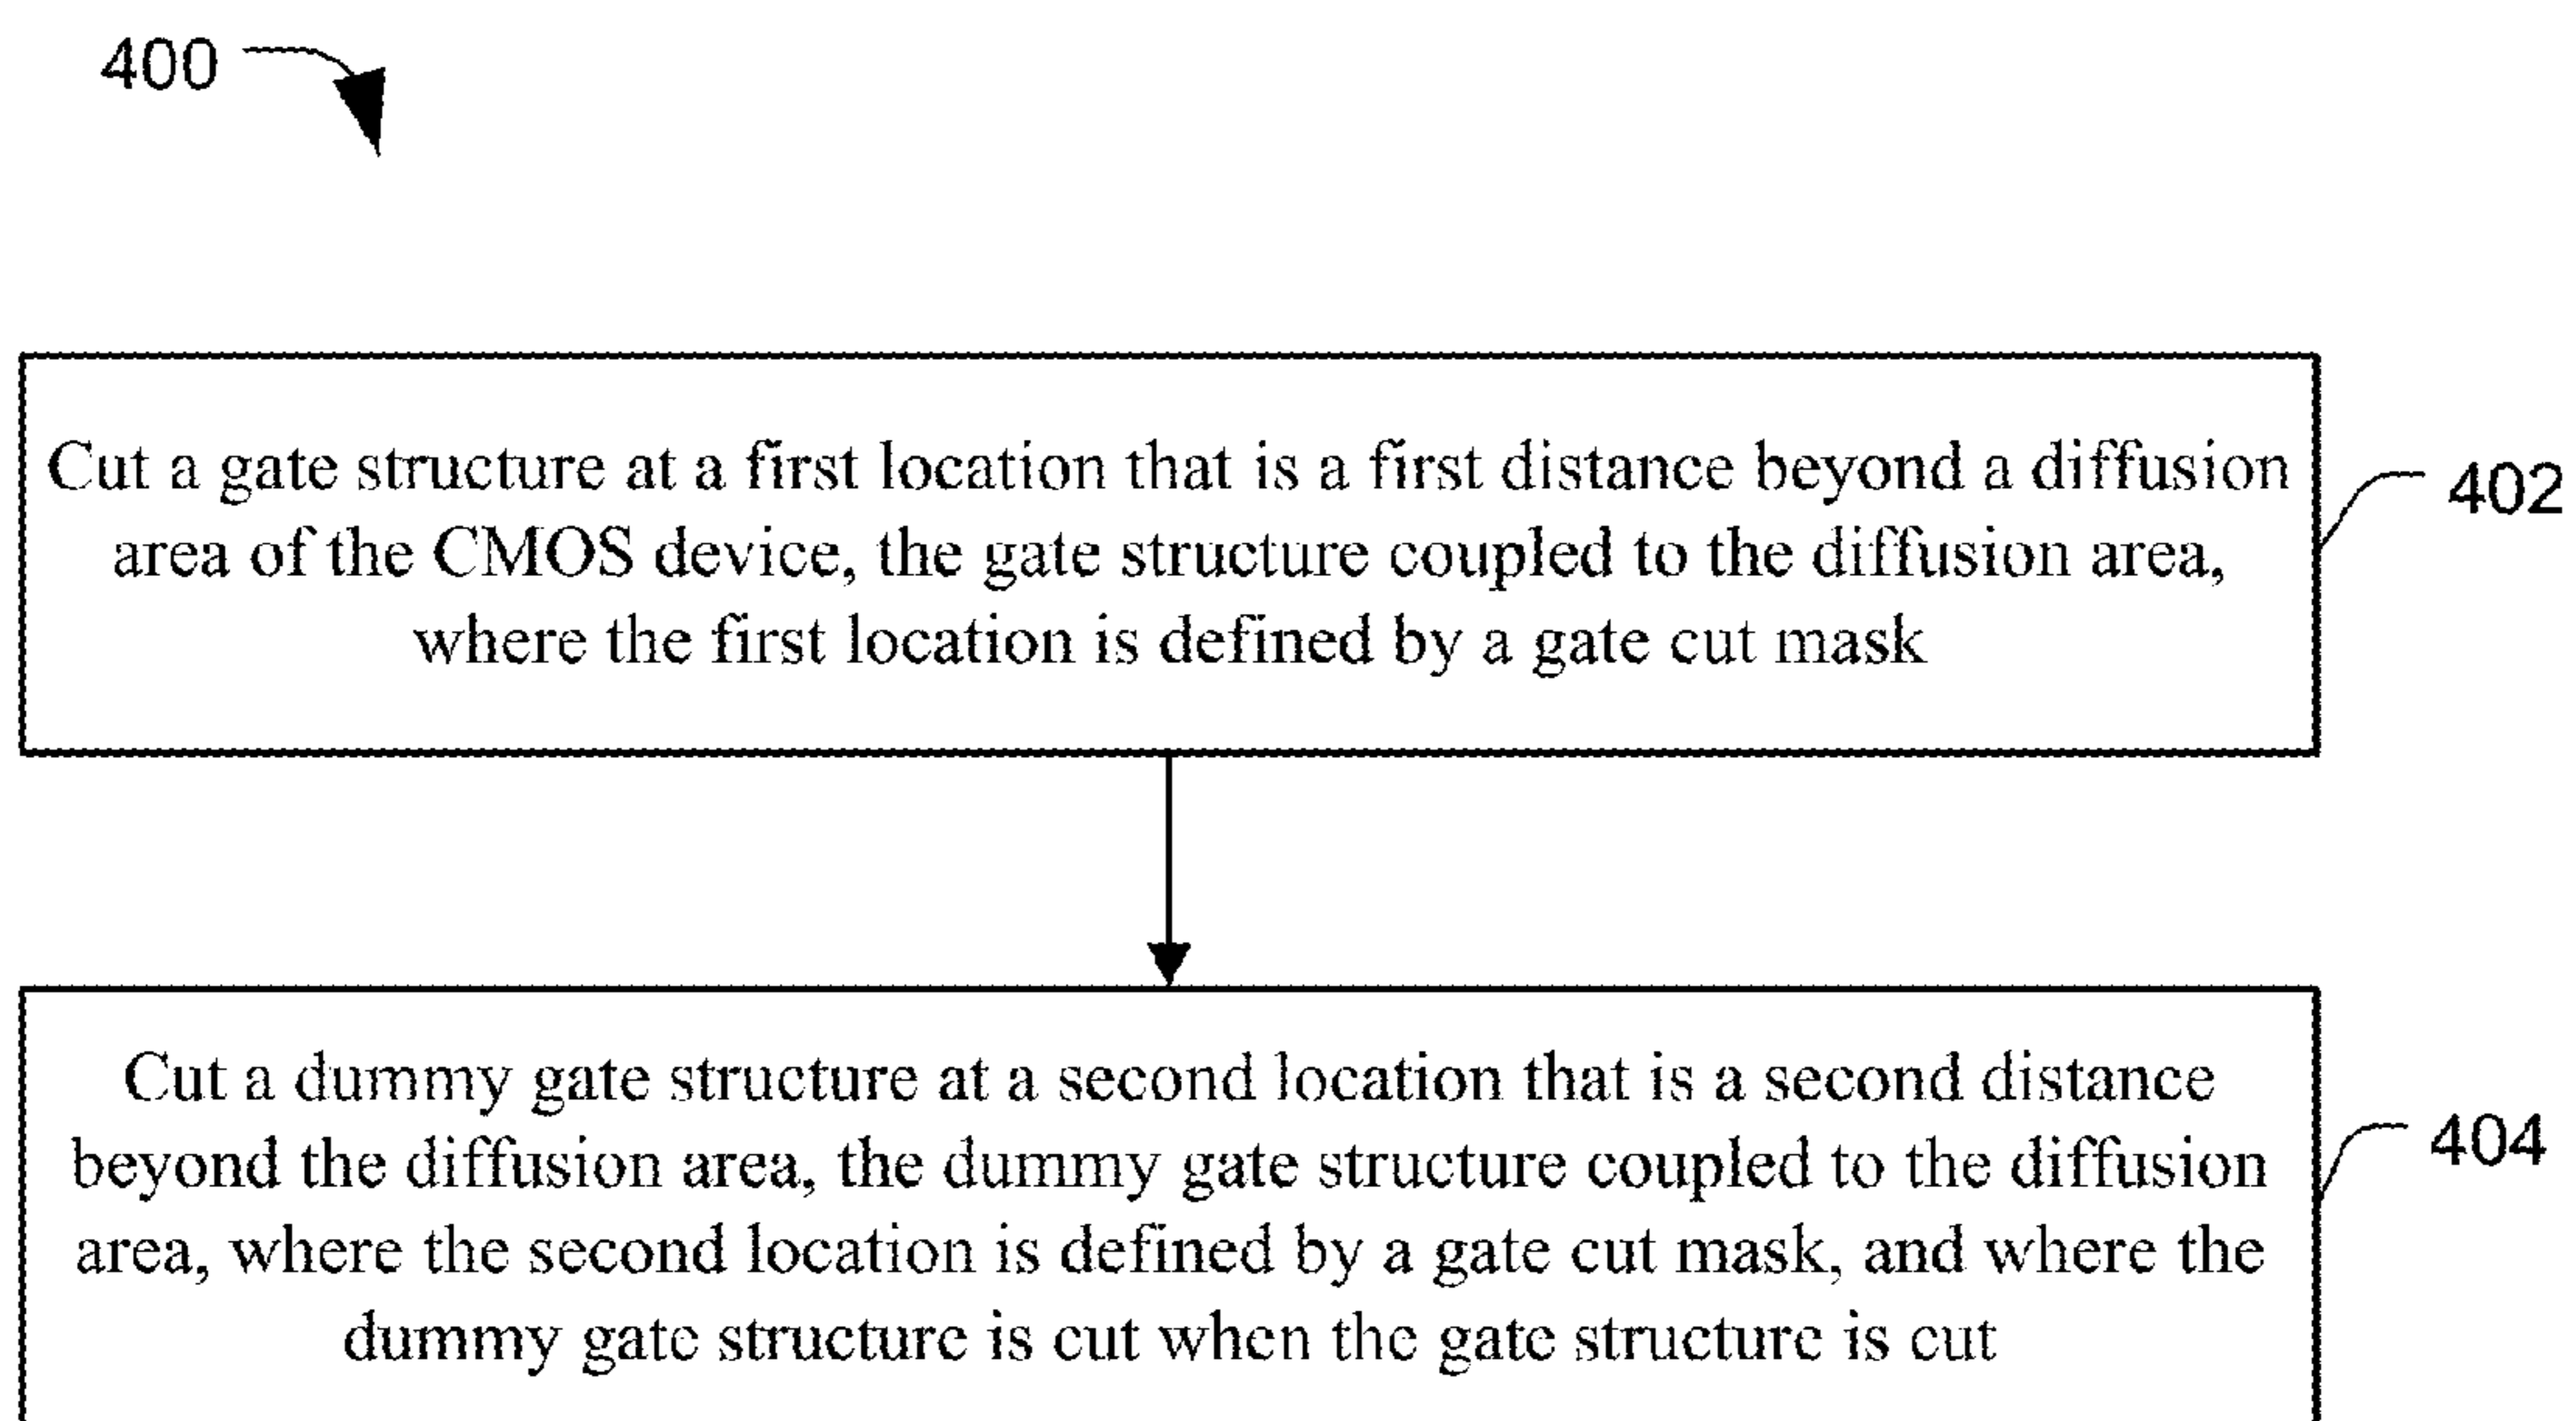 400
Cut a gate structure at a first location that is a first distance beyond a diffusion
area of the CMOS device, the gate structure coupled to the diffusion area,
where the first location is defined by a gate cut mask
402
Cut a dummy gate structure at a second location that is a second distance
beyond the diffusion area, the dummy gate structure coupled to the diffusion
area, where the second location is defined by a gate cut mask, and where the
dummy gate structure is cut when the gate structure is cut
404